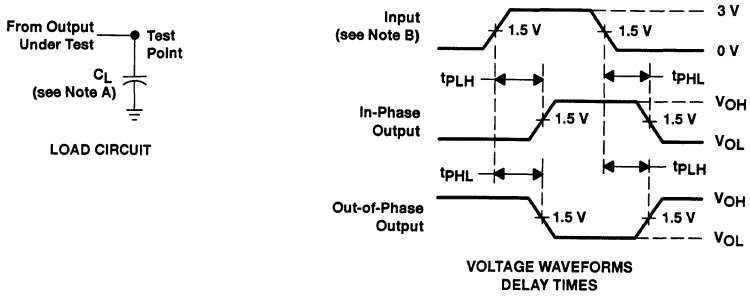 From Output
Under Test
Test
Point
CL
(see Note A)
LOAD CIRCUIT
Input
(see Note B)
1.5 V
1.5 V
3 V
0 V
tPLH
tPHL
In-Phase
Output
1.5 V
1.5 V
VOH
VOL
tPHL
tPLH
Out-of-Phase
Output
1.5 V
1.5 V
VOH
VOL
VOLTAGE WAVEFORMS
DELAY TIMES